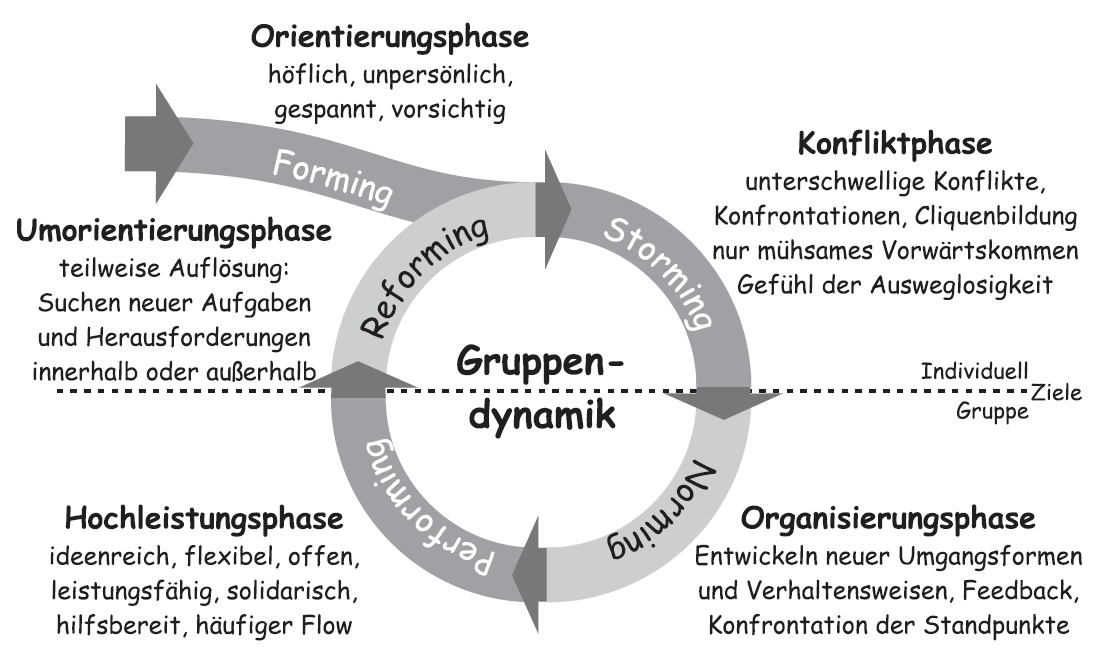 Orientierungsphase
höflich, unpersönlich,
gespannt, vorsichtig
Forming
Konfliktphase
unterschwellige Konflikte,
Konfrontationen, Cliquenbildung
nur mühsames Vorwärtskommen
Gefühl der Ausweglosigkeit
Storming
Umorientierungsphase
teilweise Auflösung:
Suchen neuer Aufgaben
und Herausforderungen
innerhalb oder außerhalb
Reforming
Gruppen-
dynamik
Individuell
Ziele
Gruppe
Norming
Organisierungsphase
Entwickeln neuer Umgangsformen
und Verhaltensweisen, Feedback,
Konfrontation der Standpunkte
Performing
Hochleistungsphase
ideenreich, flexibel, offen,
leistungsfähig, solidarisch,
hilfsbereit, häufiger Flow